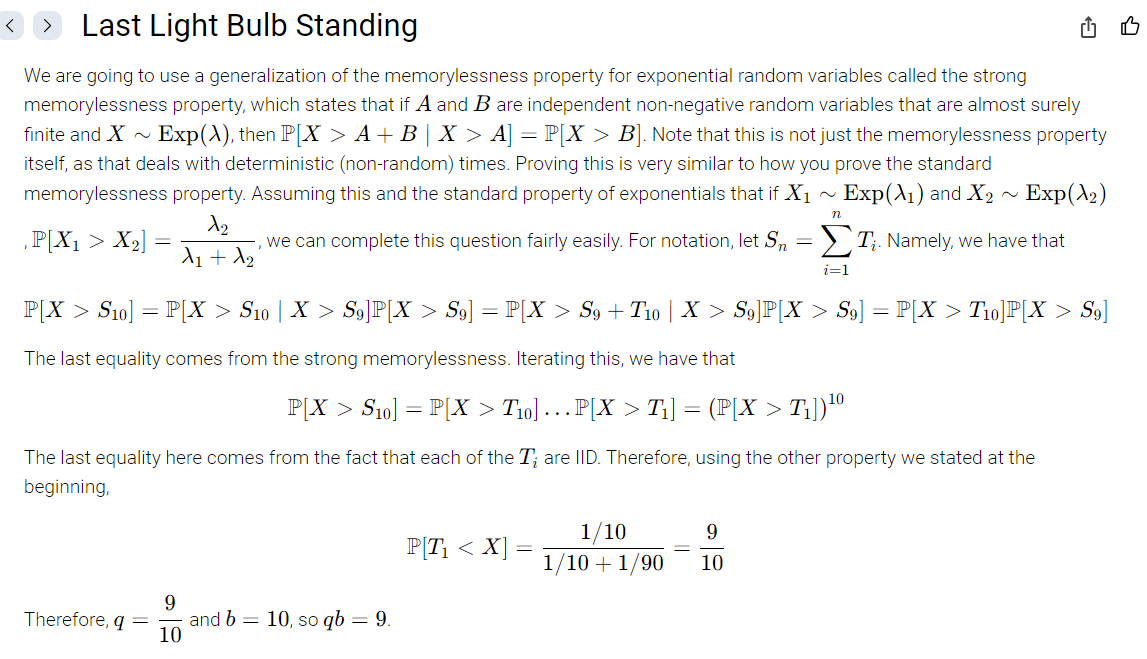 Last Light Bulb Standing
We are going to use a generalization of the memorylessness property for exponential random variables called the strong
memorylessness property, which states that if A and B are independent non-negative random variables that are almost surely
finite and X ∼ Exp(λ), then ℙ[X > A + B | X > A] = ℙ[X > B]. Note that this is not just the memorylessness property
itself, as that deals with deterministic (non-random) times. Proving this is very similar to how you prove the standard
memorylessness property. Assuming this and the standard property of exponentials that if X₁ ∼ Exp(λ₁) and X₂ ∼ Exp(λ₂)
, ℙ[X₁ > X₂] = λ₂/(λ₁ + λ₂), we can complete this question fairly easily. For notation, let Sₙ = ∑ᵢ₌₁ⁿ Tᵢ. Namely, we have that
ℙ[X > S₁₀] = ℙ[X > S₁₀ | X > S₉]ℙ[X > S₉] = ℙ[X > S₉ + T₁₀ | X > S₉]ℙ[X > S₉] = ℙ[X > T₁₀]ℙ[X > S₉]
The last equality comes from the strong memorylessness. Iterating this, we have that
ℙ[X > S₁₀] = ℙ[X > T₁₀] … ℙ[X > T₁] = (ℙ[X > T₁])¹⁰
The last equality here comes from the fact that each of the Tᵢ are IID. Therefore, using the other property we stated at the
beginning,
ℙ[T₁ < X] = (1/10)/(1/10 + 1/90) = 9/10
Therefore, q = 9/10 and b = 10, so qb = 9.